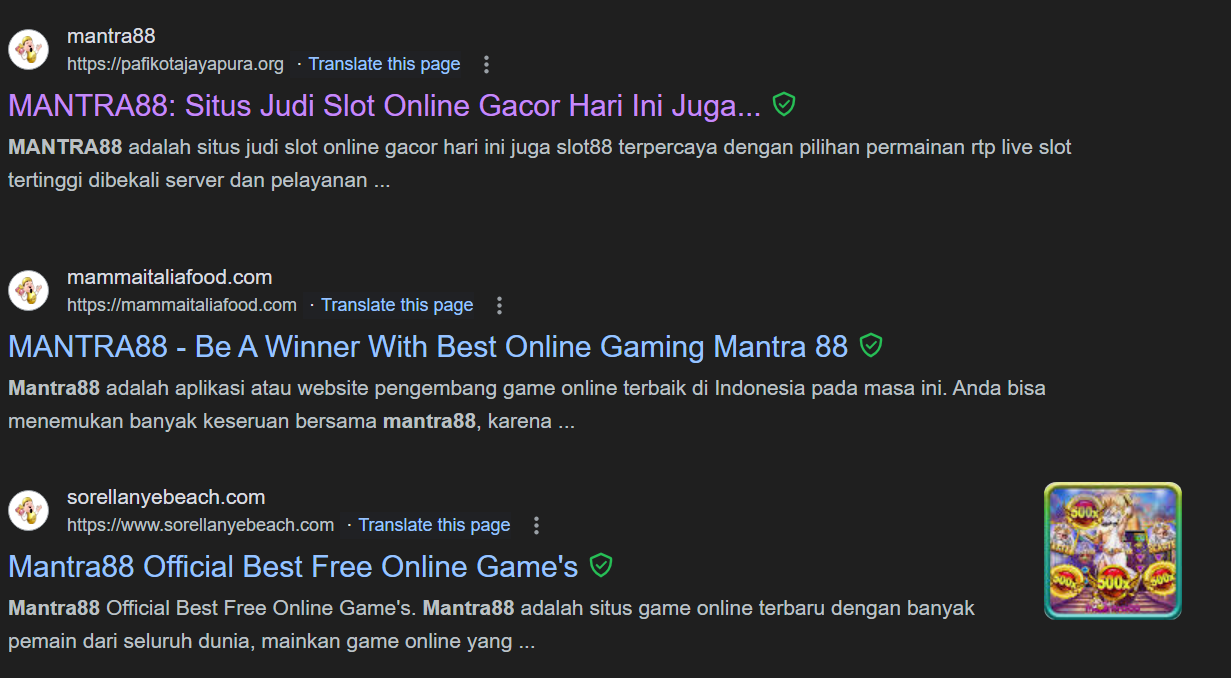 mantra88
https://pafikotajayapura.org · Translate this page
MANTRA88: Situs Judi Slot Online Gacor Hari Ini Juga...
MANTRA88 adalah situs judi slot online gacor hari ini juga slot88 terpercaya dengan pilihan permainan rtp live slot
tertinggi dibekali server dan pelayanan ...
mammaitaliafood.com
https://mammaitaliafood.com · Translate this page
MANTRA88 - Be A Winner With Best Online Gaming Mantra 88
Mantra88 adalah aplikasi atau website pengembang game online terbaik di Indonesia pada masa ini. Anda bisa
menemukan banyak keseruan bersama mantra88, karena ...
sorellanyebeach.com
https://www.sorellanyebeach.com · Translate this page
Mantra88 Official Best Free Online Game's
Mantra88 Official Best Free Online Game's. Mantra88 adalah situs game online terbaru dengan banyak
pemain dari seluruh dunia, mainkan game online yang ...
500x
500x
500x
500x